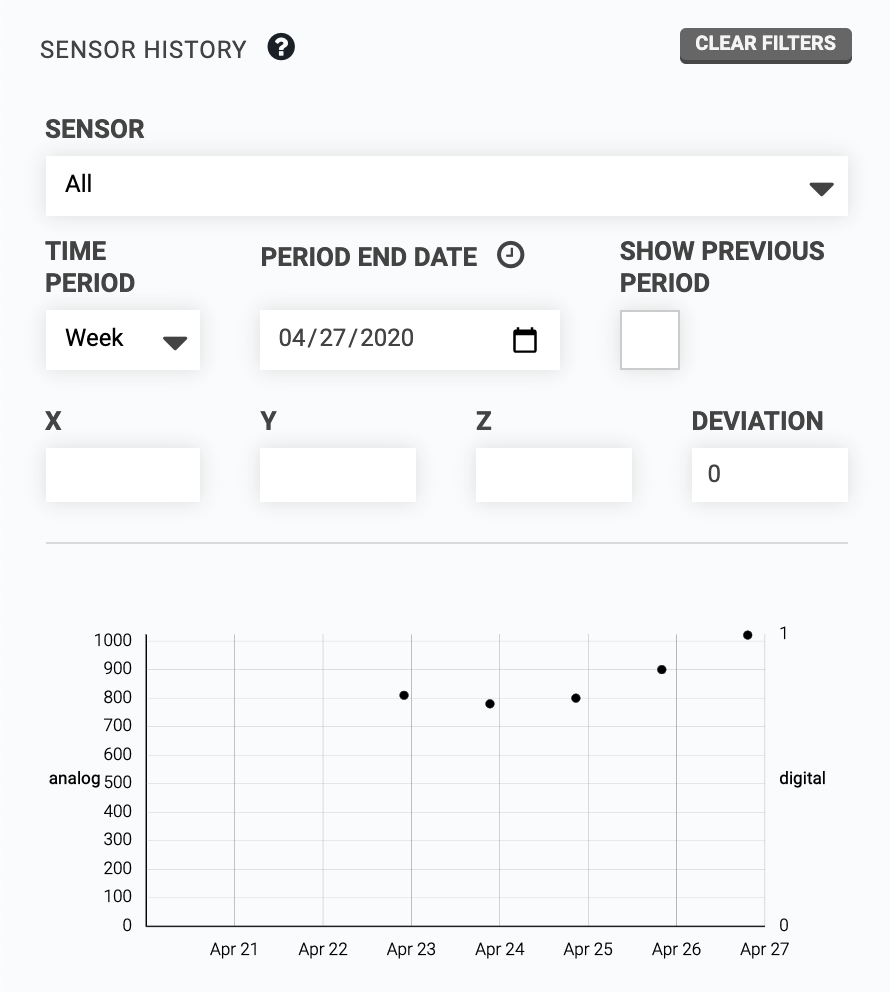 SENSOR HISTORY ?
CLEAR FILTERS
SENSOR
All
TIME PERIOD
PERIOD END DATE
SHOW PREVIOUS PERIOD
Week
04/27/2020
X Y Z DEVIATION
0
1000
900
800
700
600
analog 500
400
300
200
100
0
1
digital
0
Apr 21 Apr 22 Apr 23 Apr 24 Apr 25 Apr 26 Apr 27